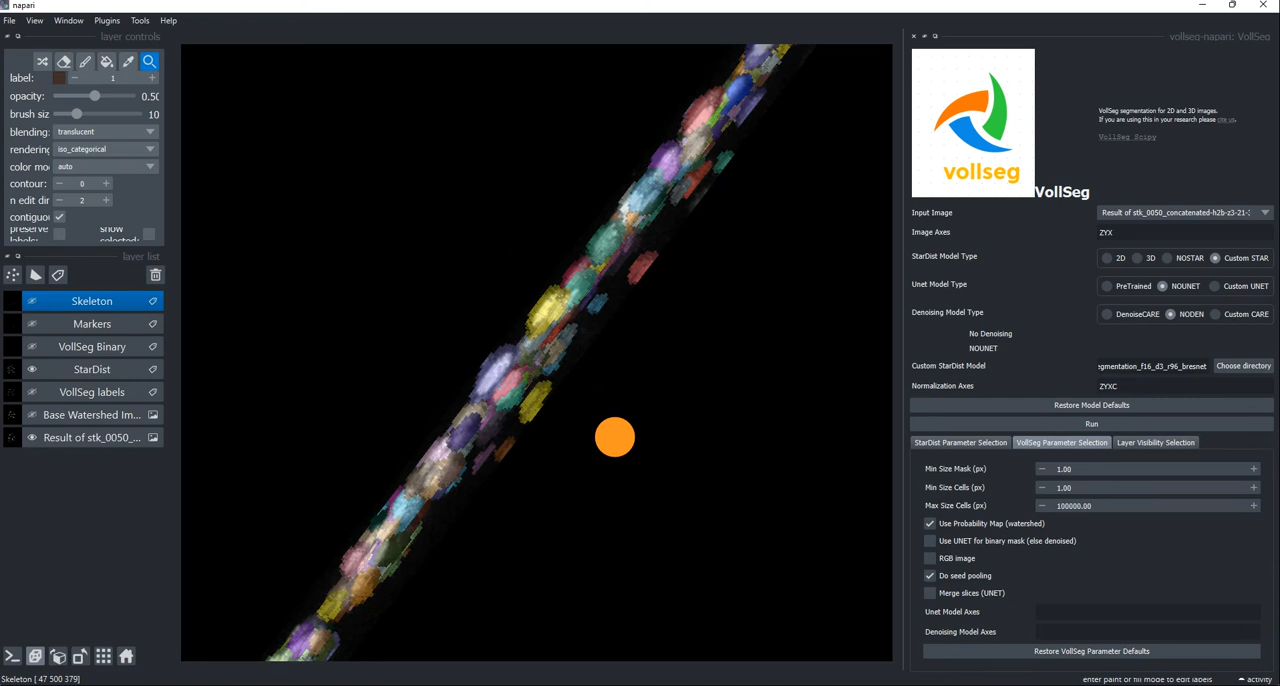 napari
File View Window Plugins Tools Help
layer controls
label: 1
opacity: 0.50
brush siz 10
blending: translucent
rendering iso_categorical
color mo auto
contour: 0
n edit dir 2
contiguou
preserve labels: show selected:
layer list
Skeleton
Markers
VollSeg Binary
StarDist
VollSeg labels
Base Watershed Im...
Result of stk_0050_...
Skeleton [ 47 500 379]
vollseg-napari: VollSeg
vollseg
VollSeg
VollSeg segmentation for 2D and 3D images.
If you are using this in your research please cite us.
VollSeg Scipy
Input Image Result of stk_0050_concatenated-h2b-z3-21-:
Image Axes ZYX
StarDist Model Type 2D 3D NOSTAR Custom STAR
Unet Model Type PreTrained NOUNET Custom UNET
Denoising Model Type DenoiseCARE NODEN Custom CARE
No Denoising
NOUNET
Custom StarDist Model egmentation_f16_d3_r96_bresnet Choose directory
Normalization Axes ZYXC
Restore Model Defaults
Run
StarDist Parameter Selection VollSeg Parameter Selection Layer Visibility Selection
Min Size Mask (px) 1.00
Min Size Cells (px) 1.00
Max Size Cells (px) 100000.00
Use Probability Map (watershed)
Use UNET for binary mask (else denoised)
RGB image
Do seed pooling
Merge slices (UNET)
Unet Model Axes
Denoising Model Axes
Restore VollSeg Parameter Defaults
enter paint or fill mode to edit labels activity